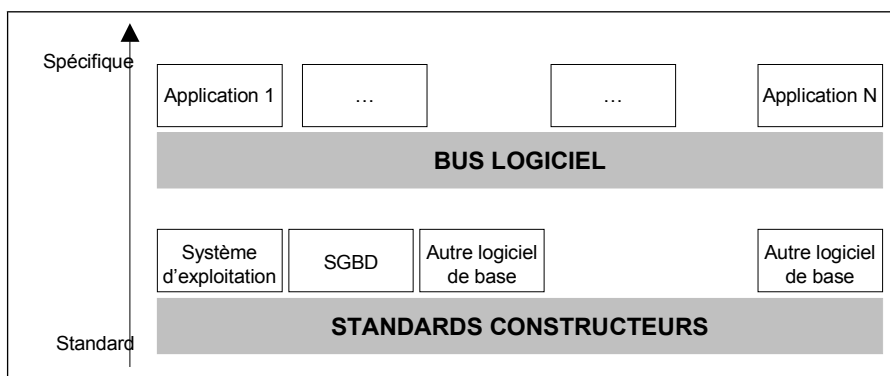 Spécifique
Application 1
…
…
Application N
BUS LOGICIEL
Système
d’exploitation
SGBD
Autre logiciel
de base
Autre logiciel
de base
STANDARDS CONSTRUCTEURS
Standard